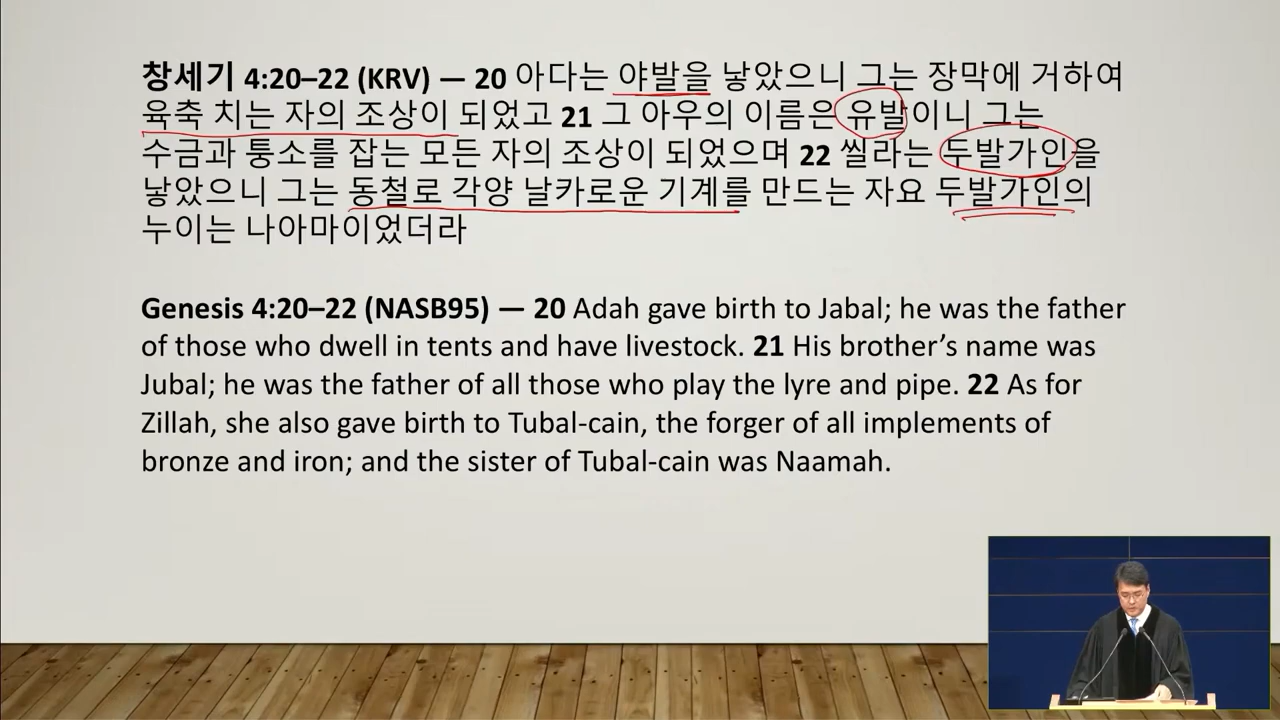 창세기 4:20–22 (KRV) — 20 아다는 야발을 낳았으니 그는 장막에 거하여
육축 치는 자의 조상이 되었고 21 그 아우의 이름은 유발이니 그는
수금과 퉁소를 잡는 모든 자의 조상이 되었으며 22 씰라는 두발가인을
낳았으니 그는 동철로 각양 날카로운 기계를 만드는 자요 두발가인의
누이는 나아마이었더라
Genesis 4:20–22 (NASB95) — 20 Adah gave birth to Jabal; he was the father
of those who dwell in tents and have livestock. 21 His brother’s name was
Jubal; he was the father of all those who play the lyre and pipe. 22 As for
Zillah, she also gave birth to Tubal-cain, the forger of all implements of
bronze and iron; and the sister of Tubal-cain was Naamah.